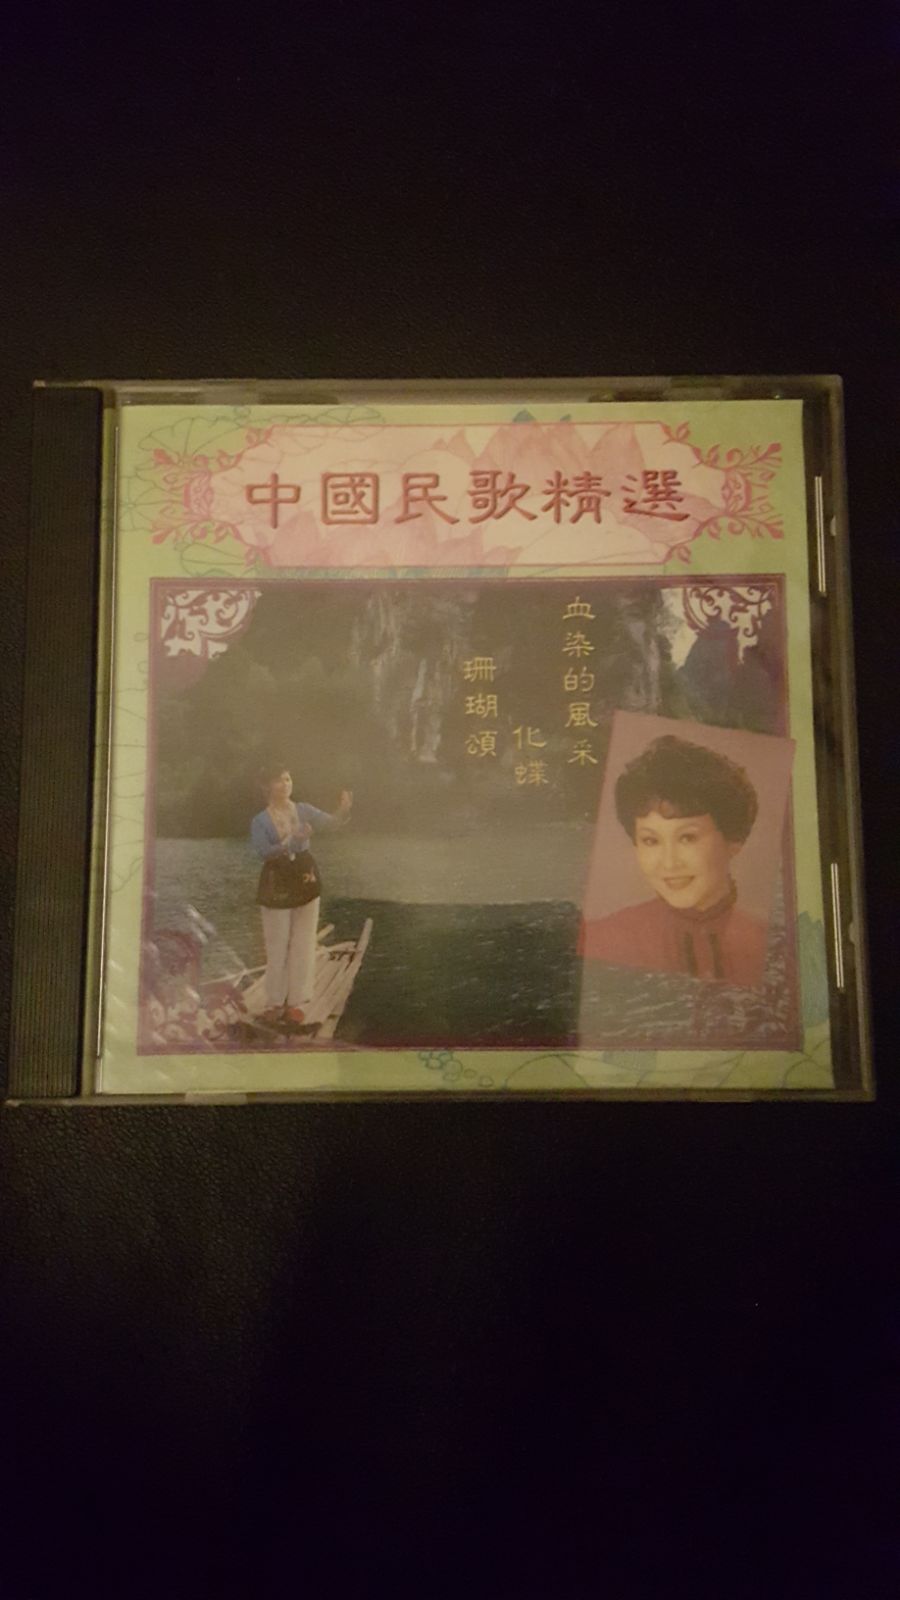 中國民歌精選
血染的風采
化蝶
珊瑚頌